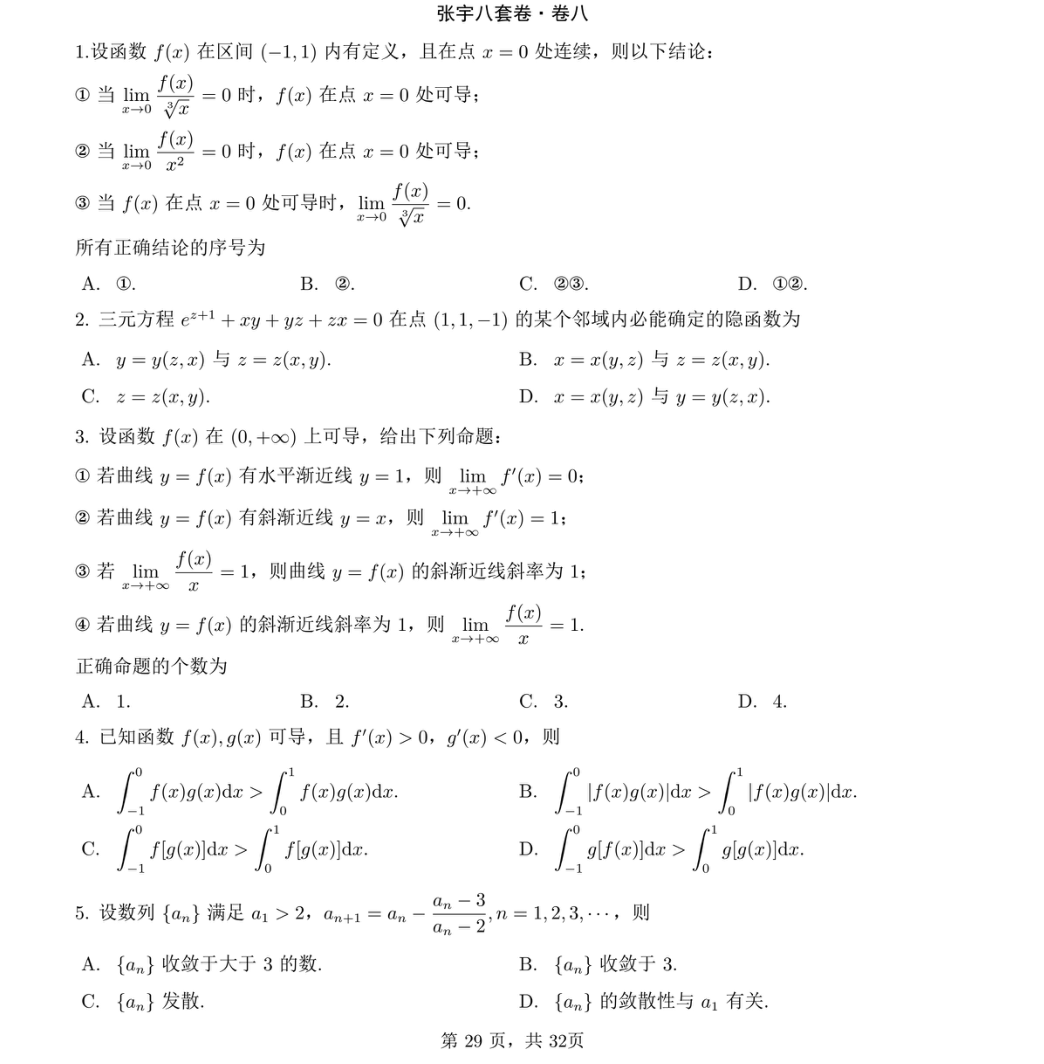 张宇八套卷·卷八
1.设函数 f(x) 在区间 (−1,1) 内有定义，且在点 x = 0 处连续，则以下结论：
① 当 lim_{x→0} \frac{f(x)}{\sqrt[3]{x}} = 0 时，f(x) 在点 x = 0 处可导；
② 当 lim_{x→0} \frac{f(x)}{x^2} = 0 时，f(x) 在点 x = 0 处可导；
③ 当 f(x) 在点 x = 0 处可导时，lim_{x→0} \frac{f(x)}{\sqrt[3]{x}} = 0.
所有正确结论的序号为
A. ①. B. ②. C. ②③. D. ①②.
2. 三元方程 e^{z+1} + xy + yz + zx = 0 在点 (1,1,−1) 的某个邻域内必能确定的隐函数为
A. y = y(z,x) 与 z = z(x,y). B. x = x(y,z) 与 z = z(x,y).
C. z = z(x,y). D. x = x(y,z) 与 y = y(z,x).
3. 设函数 f(x) 在 (0,+∞) 上可导，给出下列命题：
① 若曲线 y = f(x) 有水平渐近线 y = 1，则 lim_{x→+∞} f′(x) = 0；
② 若曲线 y = f(x) 有斜渐近线 y = x，则 lim_{x→+∞} f′(x) = 1；
③ 若 lim_{x→+∞} \frac{f(x)}{x} = 1，则曲线 y = f(x) 的斜渐近线斜率为 1；
④ 若曲线 y = f(x) 的斜渐近线斜率为 1，则 lim_{x→+∞} \frac{f(x)}{x} = 1.
正确命题的个数为
A. 1. B. 2. C. 3. D. 4.
4. 已知函数 f(x), g(x) 可导，且 f′(x) > 0，g′(x) < 0，则
A. ∫_{−1}^{0} f(x)g(x)dx > ∫_{0}^{1} f(x)g(x)dx. B. ∫_{−1}^{0} |f(x)g(x)|dx > ∫_{0}^{1} |f(x)g(x)|dx.
C. ∫_{−1}^{0} f[g(x)]dx > ∫_{0}^{1} f[g(x)]dx. D. ∫_{−1}^{0} g[f(x)]dx > ∫_{0}^{1} g[g(x)]dx.
5. 设数列 {a_n} 满足 a_1 > 2，a_{n+1} = a_n − \frac{a_n − 3}{a_n − 2}, n = 1,2,3,⋯，则
A. {a_n} 收敛于大于 3 的数. B. {a_n} 收敛于 3.
C. {a_n} 发散. D. {a_n} 的敛散性与 a_1 有关.
第 29 页，共 32页